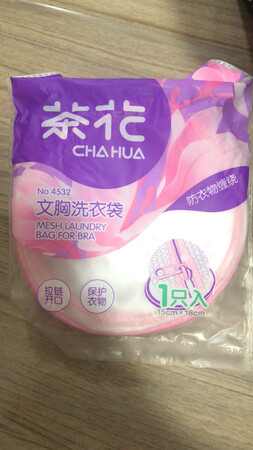 茶花
CHAHUA
No.4532
文胸洗衣袋
MESH LAUNDRY
BAG FOR BRA
防衣物缠绕
拉链
开口
保护
衣物
1只入
15cm×18cm